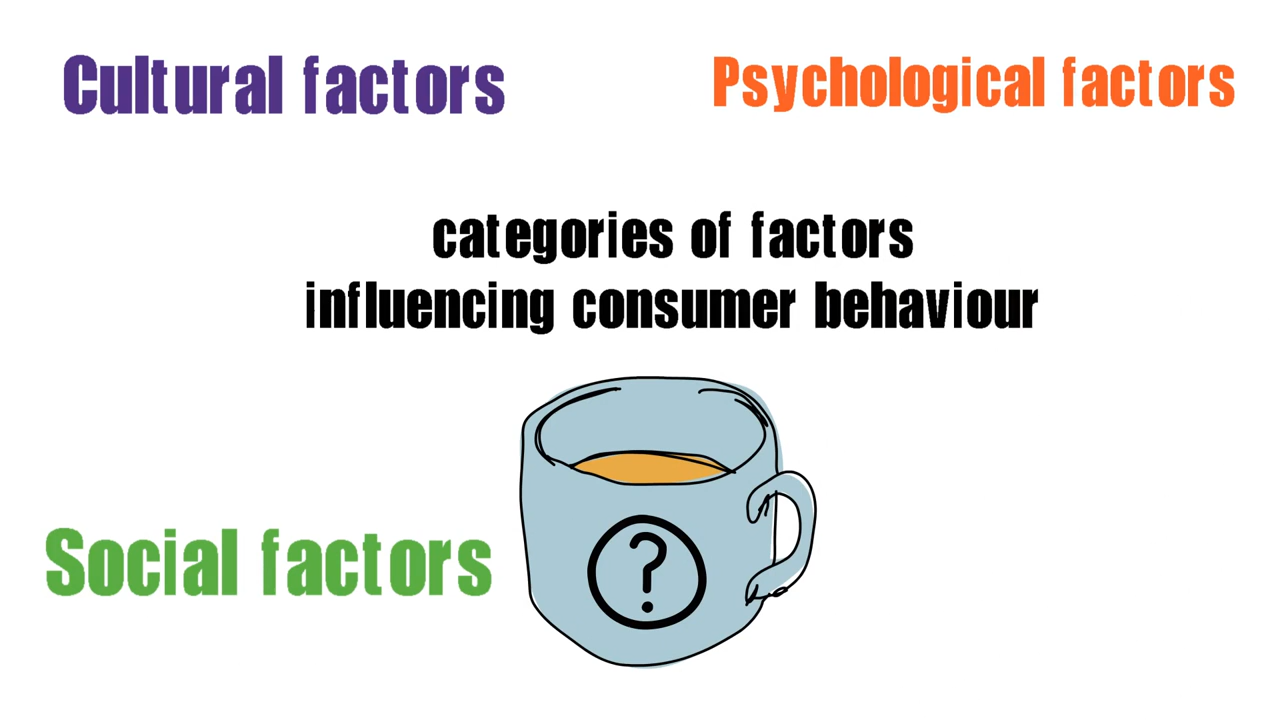 Cultural factors
Psychological factors
categories of factors
influencing consumer behaviour
Social factors
?